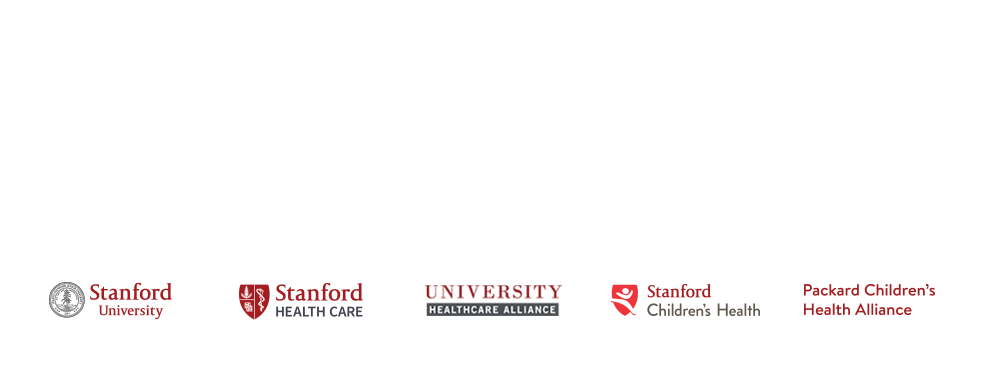 Stanford
University
Stanford
HEALTH CARE
UNIVERSITY
HEALTHCARE ALLIANCE
Stanford
Children's Health
Packard Children's
Health Alliance